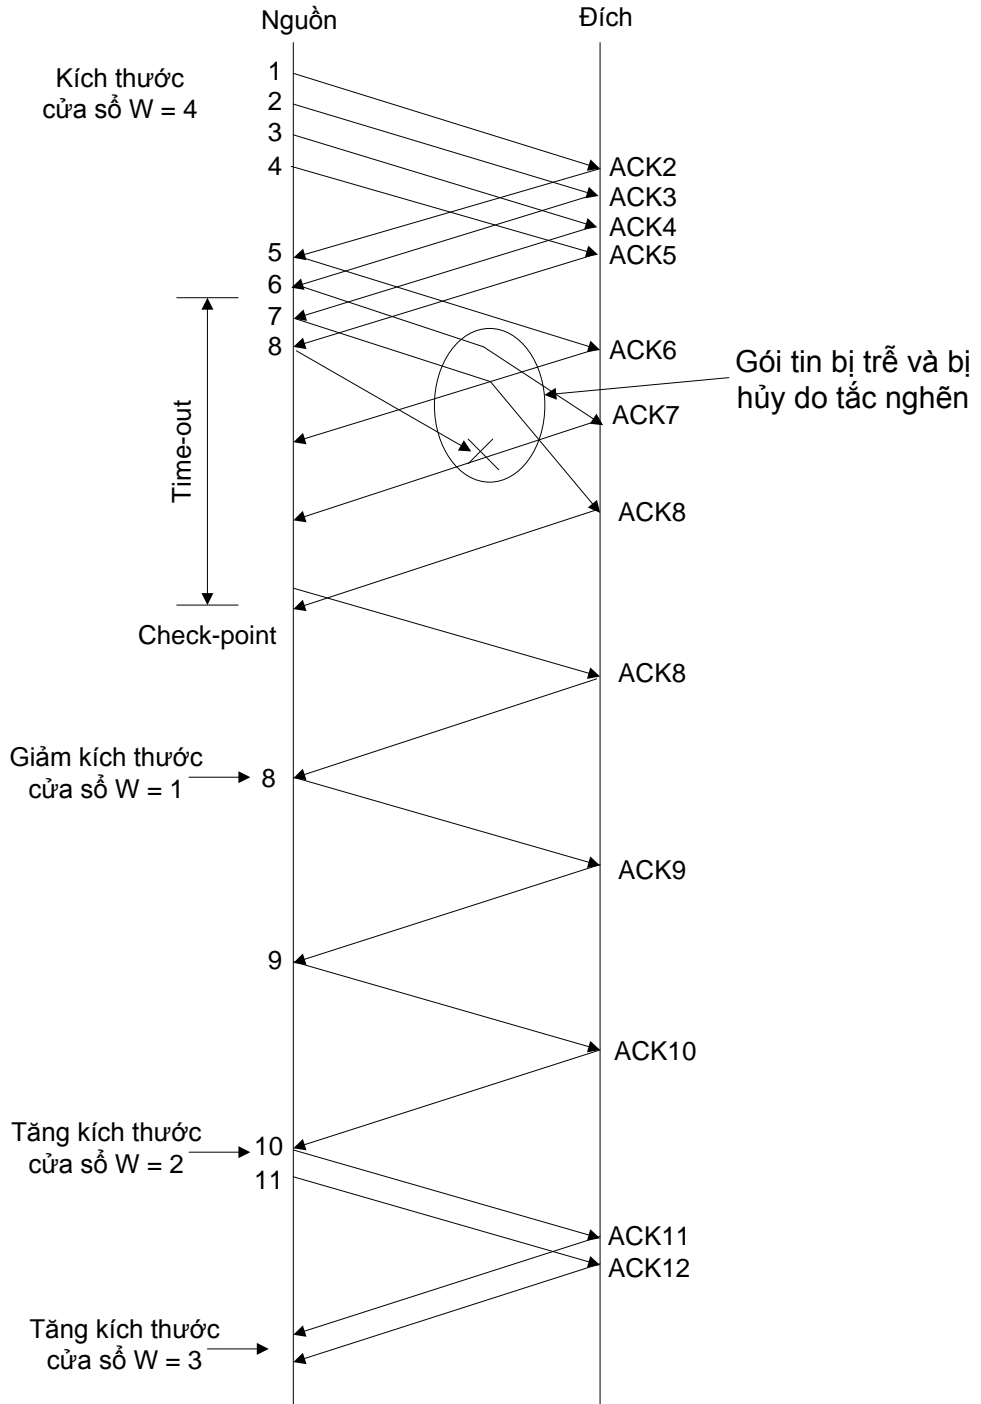 Nguồn
Đích
Kích thước
cửa sổ W = 4
1
2
3
4
ACK2
ACK3
ACK4
ACK5
5
6
7
8
ACK6
Gói tin bị trễ và bị
hủy do tắc nghẽn
ACK7
Time-out
ACK8
Check-point
ACK8
Giảm kích thước
cửa sổ W = 1
8
ACK9
9
ACK10
Tăng kích thước
cửa sổ W = 2
10
11
ACK11
ACK12
Tăng kích thước
cửa sổ W = 3